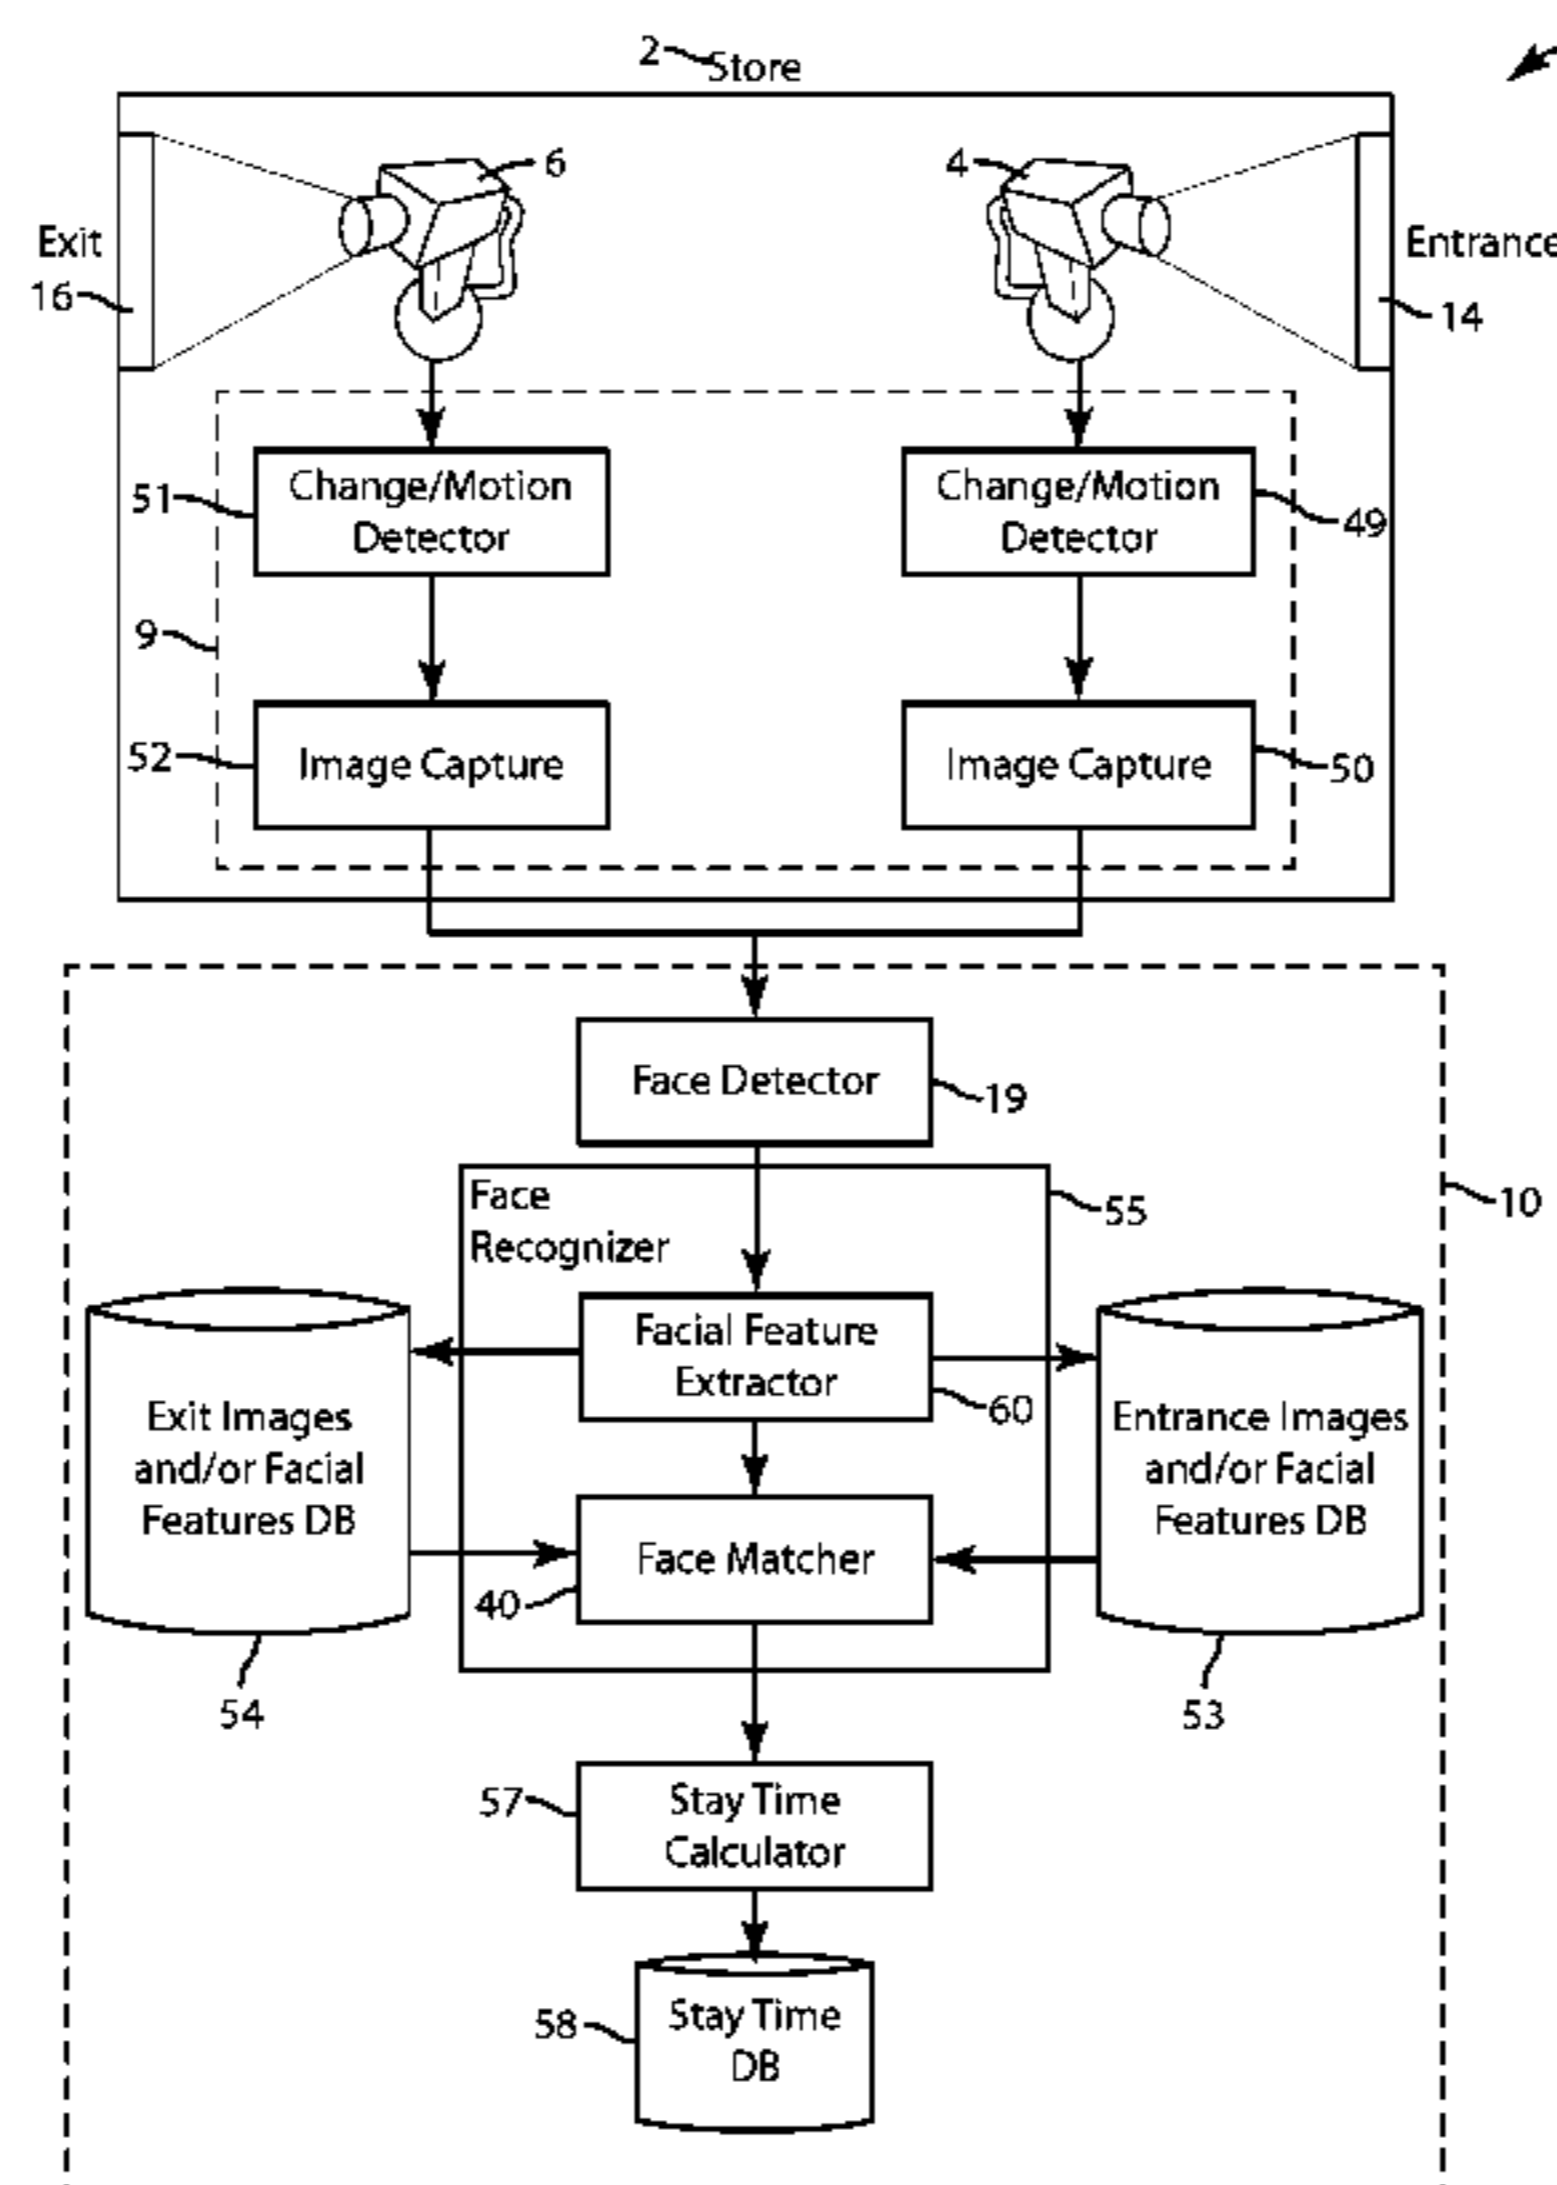 2 Store
6
4
Exit
16
Entrance
14
51
Change/Motion
Detector
Change/Motion
Detector
49
9
52
Image Capture
Image Capture
50
Face Detector
19
Face
Recognizer
55
10
Facial Feature
Extractor
60
Exit Images
and/or Facial
Features DB
Entrance Images
and/or Facial
Features DB
Face Matcher
40
54
53
57
Stay Time
Calculator
58
Stay Time
DB